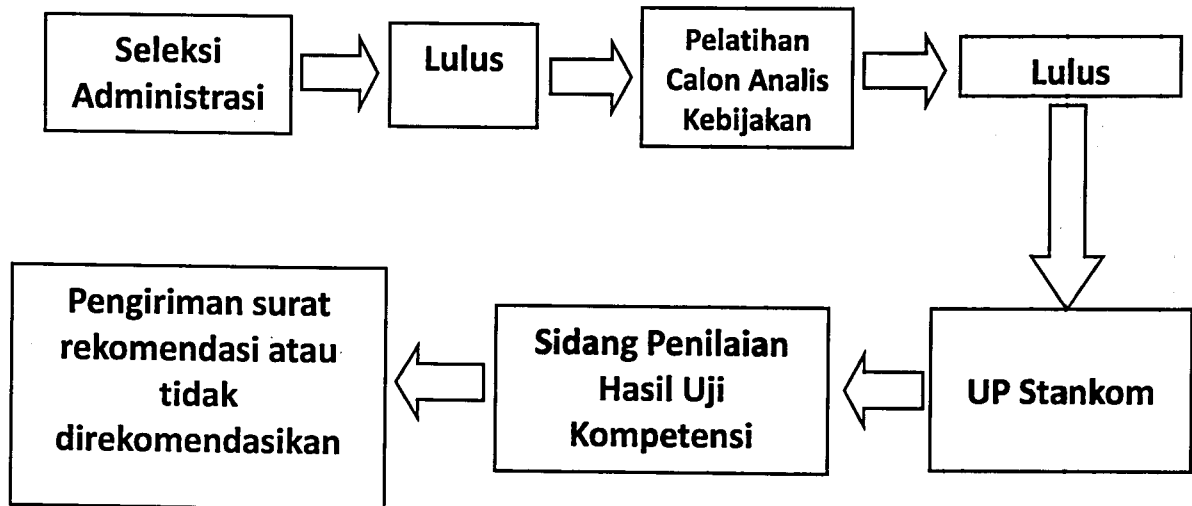 Seleksi
Administrasi
Lulus
Pelatihan
Calon Analis
Kebijakan
Lulus
UP Stankom
Sidang Penilaian
Hasil Uji
Kompetensi
Pengiriman surat
rekomendasi atau
tidak
direkomendasikan